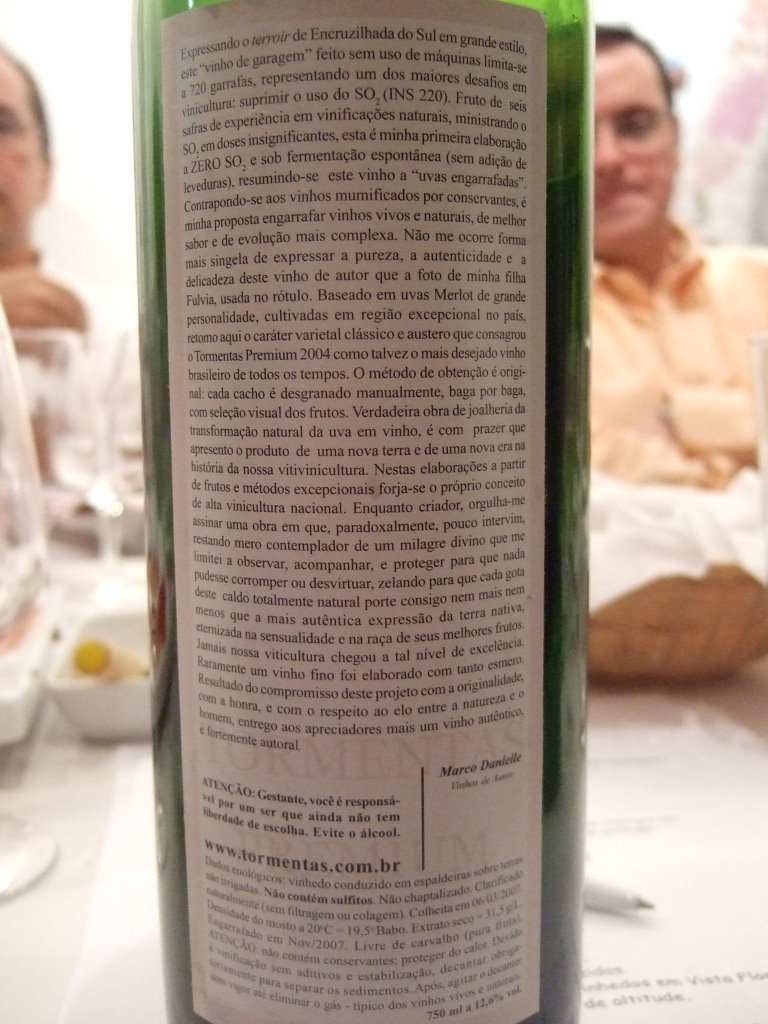 Expressando o terroir de Encruzilhada do Sul em grande estilo,
este “vinho de garagem” feito sem uso de máquinas limita-se
a 720 garrafas, representando um dos maiores desafios em
vinicultura: suprimir o uso do SO₂ (INS 220). Fruto de seis
safras de experiência em vinificações naturais, ministrando o
SO₂ em doses insignificantes, esta é minha primeira elaboração
a ZERO SO₂ e sob fermentação espontânea (sem adição de
leveduras), resumindo-se este vinho a “uvas engarrafadas”.
Contrapondo-se aos vinhos mumificados por conservantes, é
minha proposta engarrafar vinhos vivos e naturais, de melhor
sabor e de evolução mais complexa. Não me ocorre forma
mais singela de expressar a pureza, a autenticidade e a
delicadeza deste vinho de autor que a foto de minha filha
Fulvia, usada no rótulo. Baseado em uvas Merlot de grande
personalidade, cultivadas em região excepcional no país,
retomo aqui o caráter varietal clássico e austero que consagrou
o Tormentas Premium 2004 como talvez o mais desejado vinho
brasileiro de todos os tempos. O método de obtenção é origi-
nal: cada cacho é desgranado manualmente, baga por baga,
com seleção visual dos frutos. Verdadeira obra de joalheria da
transformação natural da uva em vinho, é com prazer que
apresento o produto de uma nova terra e de uma nova era na
história da nossa vitivinicultura. Nestas elaborações a partir
de frutos e métodos excepcionais forja-se o próprio conceito
de alta vinicultura nacional. Enquanto criador, orgulha-me
assinar uma obra em que, paradoxalmente, pouco intervim,
restando mero contemplador de um milagre divino que me
limitei a observar, acompanhar, e proteger para que nada
pudesse corromper ou desvirtuar, zelando para que cada gota
deste caldo totalmente natural porte consigo nem mais nem
menos que a mais autêntica expressão da terra nativa,
eternizada na sensualidade e na raça de seus melhores frutos.
Jamais nossa viticultura chegou a tal nível de excelência.
Raramente um vinho fino foi elaborado com tanto esmero.
Resultado do compromisso deste projeto com a originalidade,
com a honra, e com o respeito ao elo entre a natureza e o
homem, entrego aos apreciadores mais um vinho autêntico,
e fortemente autoral.
TORMENTAS
Marco Danielle
Vinhos de Autor
ATENÇÃO: Gestante, você é responsá-
vel por um ser que ainda não tem
liberdade de escolha. Evite o álcool.
www.tormentas.com.br
Dados enológicos: vinhedo conduzido em espaldeiras sobre terras
não irrigadas. Não contém sulfitos. Não chaptalizado. Clarificado
naturalmente (sem filtragem ou colagem). Colheita em 06/03/2007.
Densidade do mosto a 20ºC = 19,5º Babo. Extrato seco = 31,5 g/L.
Engarrafado em Nov/2007. Livre de carvalho (pura fruta).
ATENÇÃO: não contém conservantes; proteger do calor. Devido
à vinificação sem aditivos e estabilização, decantar obriga-
toriamente para separar os sedimentos. Após, agitar o decanter
com vigor até eliminar o gás - típico dos vinhos vivos e naturais.
750 ml a 12,6% vol.
nhedos em Vista
de altitude.